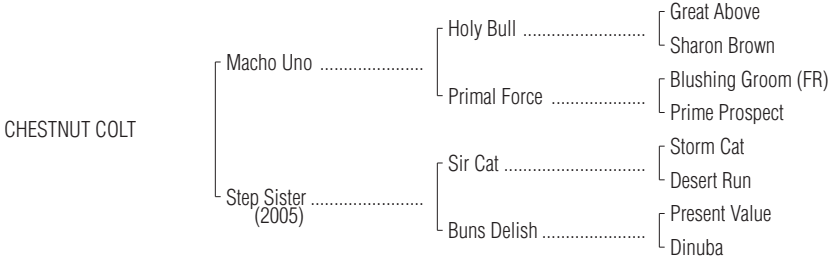 Great Above
Holy Bull ..........................
Sharon Brown
Macho Uno ......................
Blushing Groom (FR)
Primal Force ....................
Prime Prospect
CHESTNUT COLT
Storm Cat
Sir Cat ..............................
Desert Run
Step Sister ........................
(2005)
Present Value
Buns Delish ......................
Dinuba